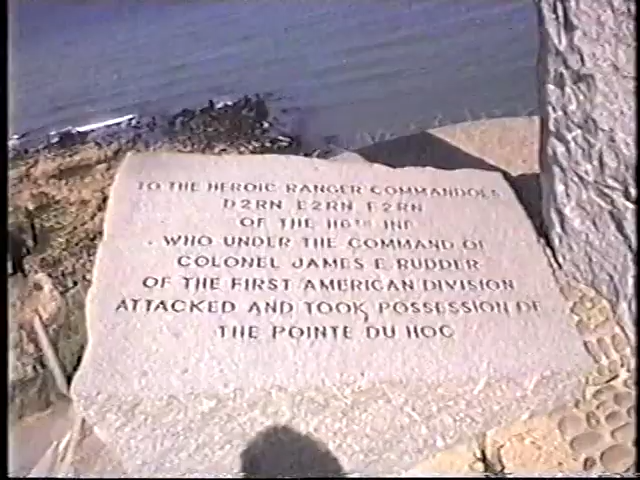 TO THE HEROIC RANGER COMMANDOES
D2RN E2RN F2RN
OF THE 116TH INF
WHO UNDER THE COMMAND OF
COLONEL JAMES E. RUDDER
OF THE FIRST AMERICAN DIVISION
ATTACKED AND TOOK POSSESSION OF
THE POINTE DU HOC